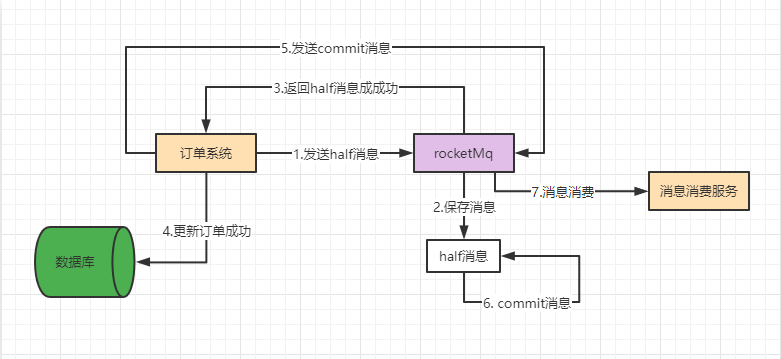 5.发送commit消息
3.返回half消息成成功
订单系统
1.发送half消息
rocketMq
7.消息消费
消息消费服务
2.保存消息
4.更新订单成功
数据库
half消息
6. commit消息